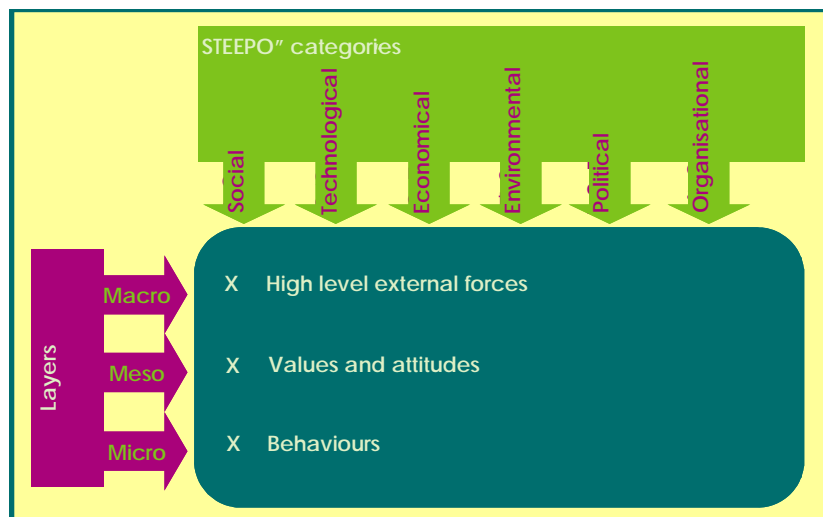 STEEPO” categories
Social
Technological
Economical
Environmental
Political
Organisational
Layers
Macro
X High level external forces
Meso
X Values and attitudes
Micro
X Behaviours